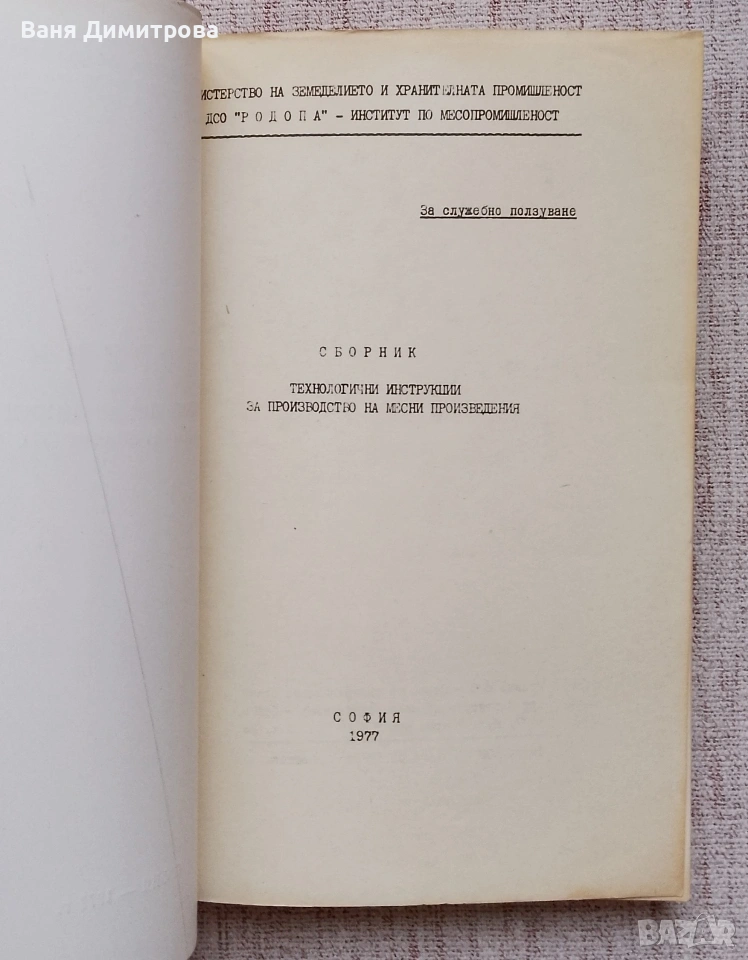 Ваня Димитрова
ИСТЕРСТВО НА ЗЕМЕДЕЛИЕТО И ХРАНИТЕЛНАТА ПРОМИШЛЕНОСТ
ДСО "Р О Д О П А" - ИНСТИТУТ ПО МЕСОПРОМИШЛЕНОСТ
За служебно ползуване
С Б О Р Н И К
ТЕХНОЛОГИЧНИ ИНСТРУКЦИИ
ЗА ПРОИЗВОДСТВО НА МЕСНИ ПРОИЗВЕДЕНИЯ
С О Ф И Я
1977
BAZAR